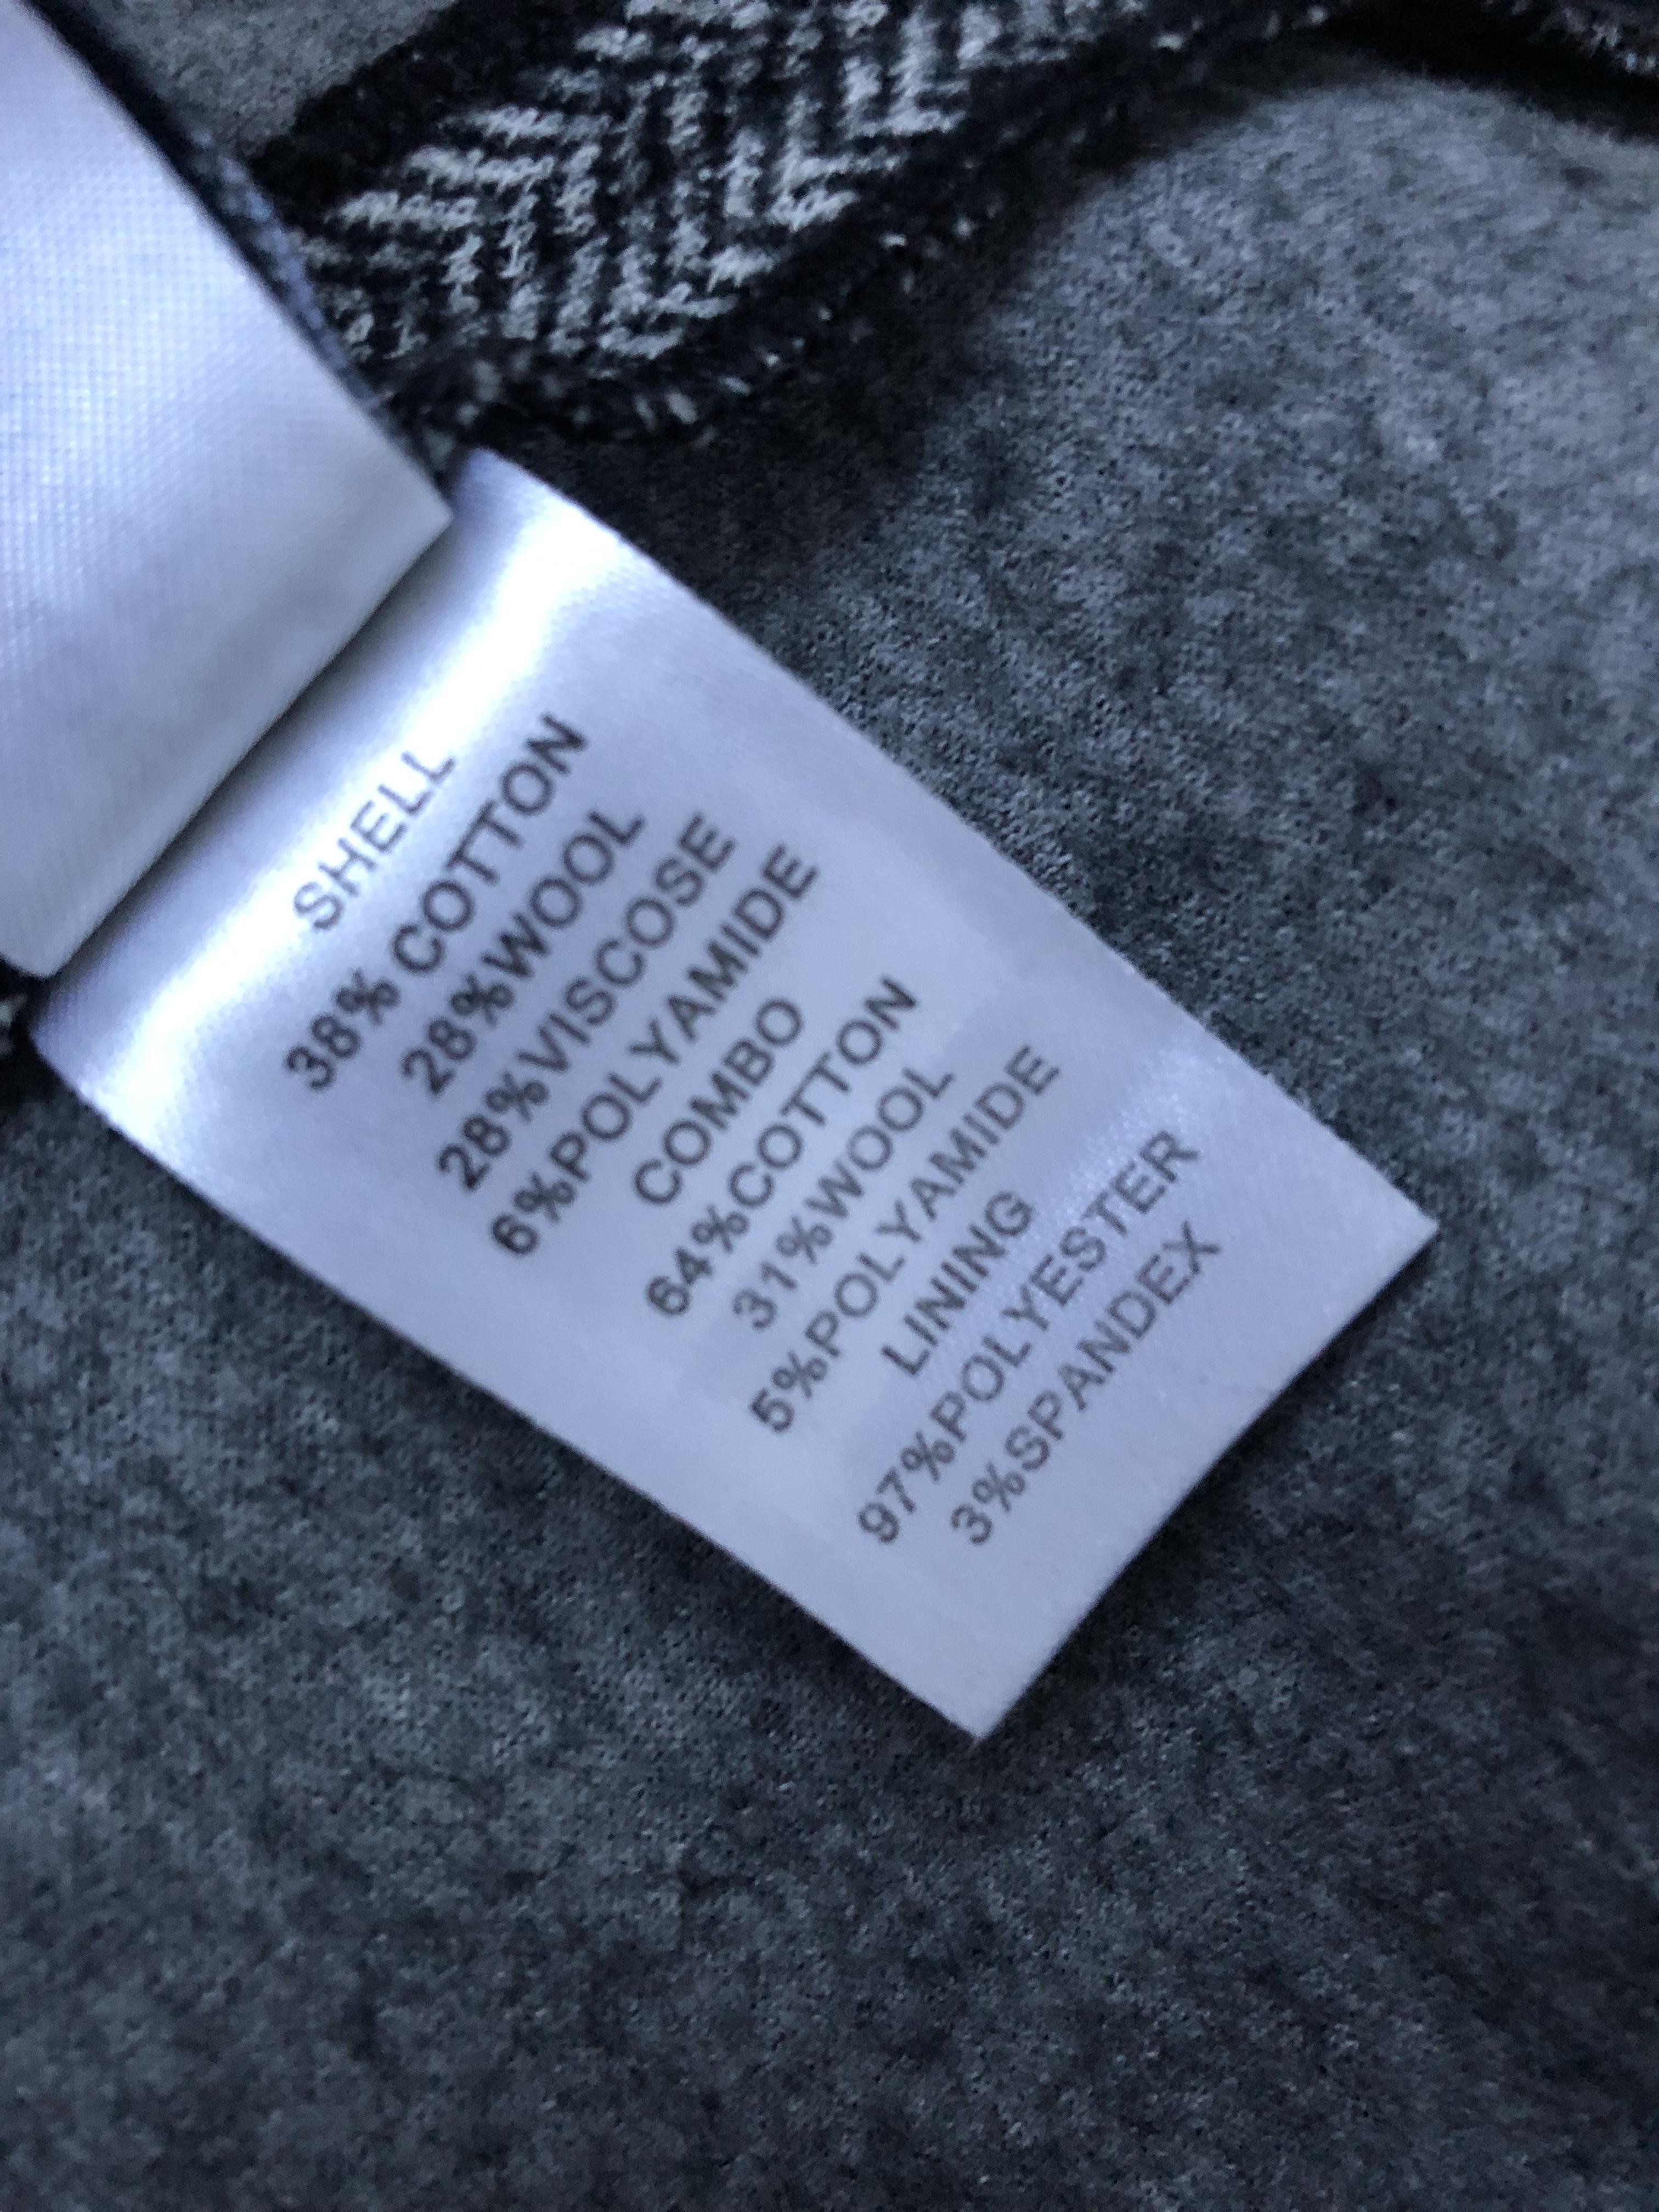 SHELL
38% COTTON
28%WOOL
28%VISCOSE
6%POLYAMIDE
COMBO
64%COTTON
31%WOOL
5%POLYAMIDE
LINING
97%POLYESTER
3%SPANDEX